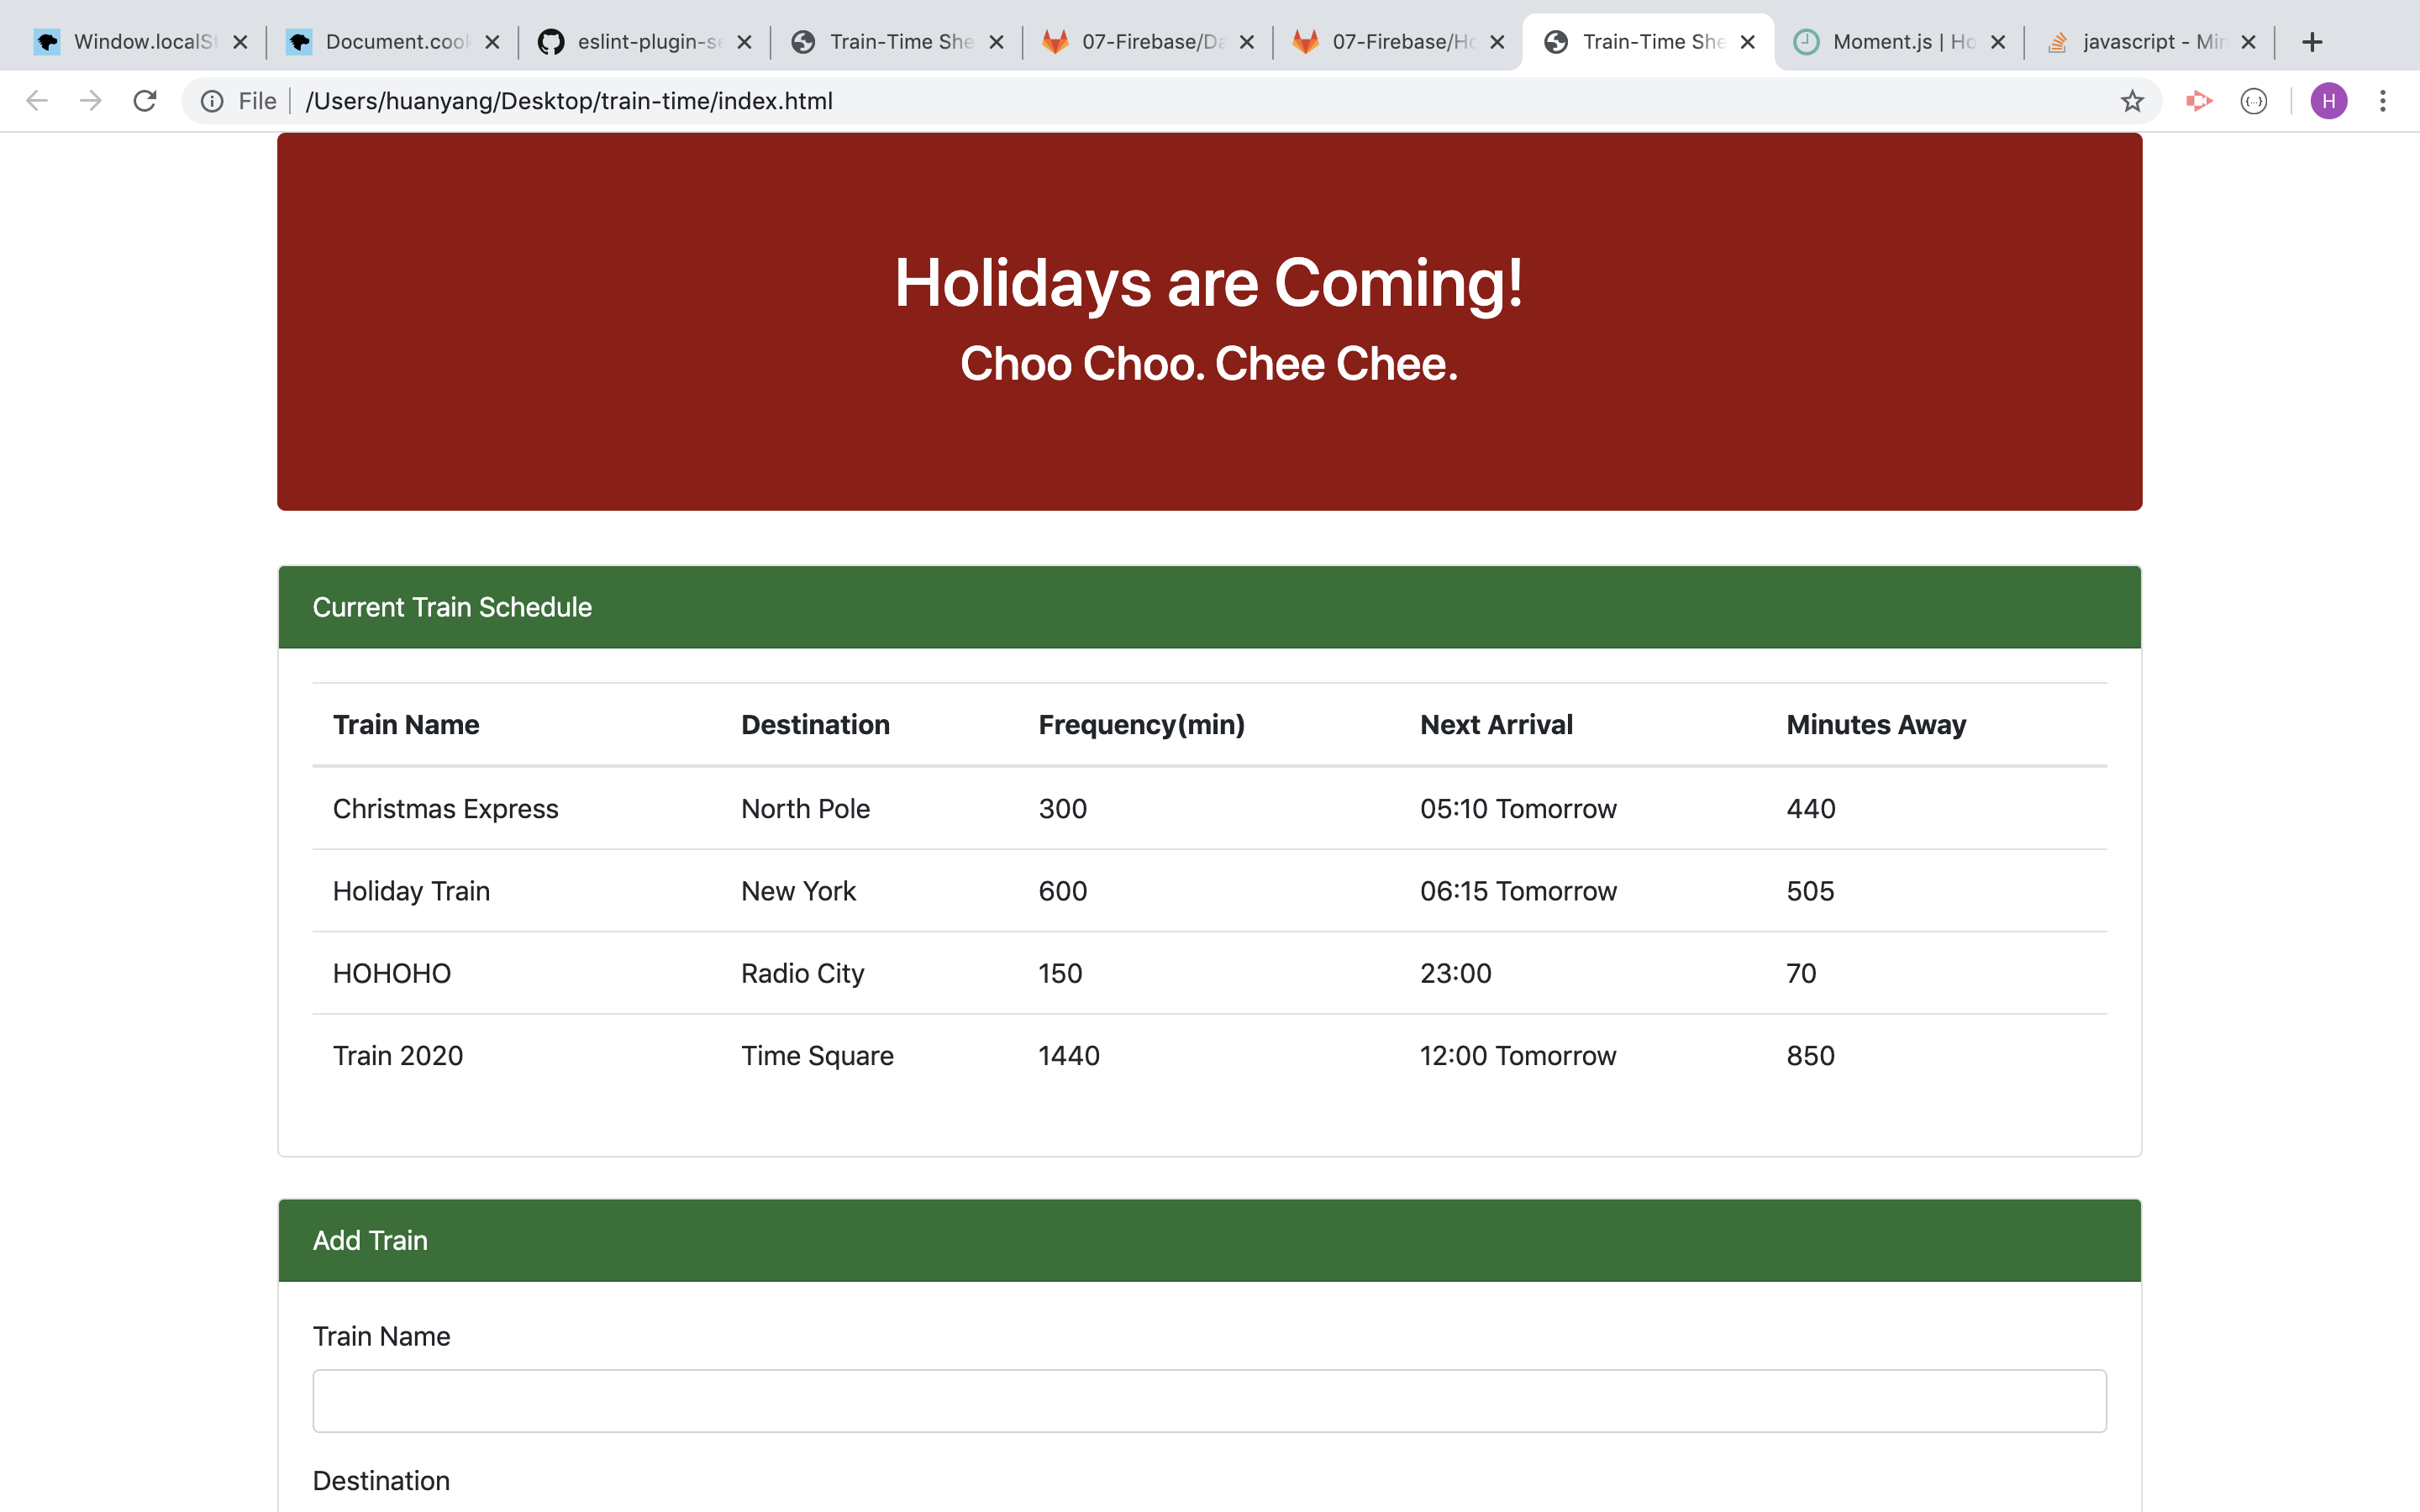 Window.localSt
Document.cook
eslint-plugin-se
Train-Time She
07-Firebase/Da
07-Firebase/Ho
Train-Time She
Moment.js | Ho
javascript - Min
File
/Users/huanyang/Desktop/train-time/index.html
H
Holidays are Coming!
Choo Choo. Chee Chee.
Current Train Schedule
Train Name Destination Frequency(min) Next Arrival Minutes Away
Christmas Express North Pole 300 05:10 Tomorrow 440
Holiday Train New York 600 06:15 Tomorrow 505
HOHOHO Radio City 150 23:00 70
Train 2020 Time Square 1440 12:00 Tomorrow 850
Add Train
Train Name
Destination